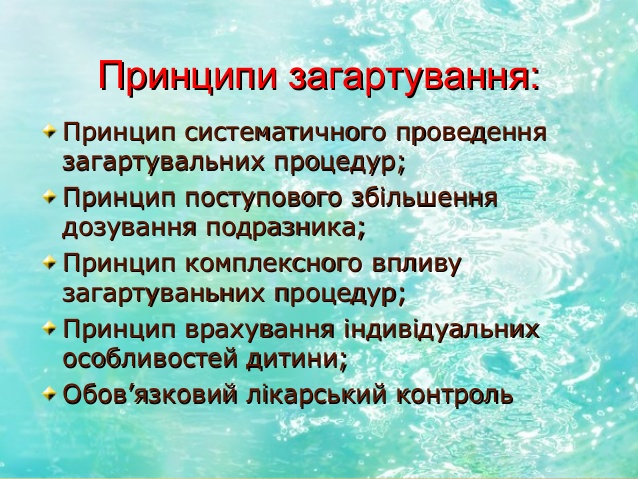 Принципи загартування:
Принцип систематичного проведення
загартувальних процедур;
Принцип поступового збільшення
дозування подразника;
Принцип комплексного впливу
загартуваньних процедур;
Принцип врахування індивідуальних
особливостей дитини;
Обов’язковий лікарський контроль